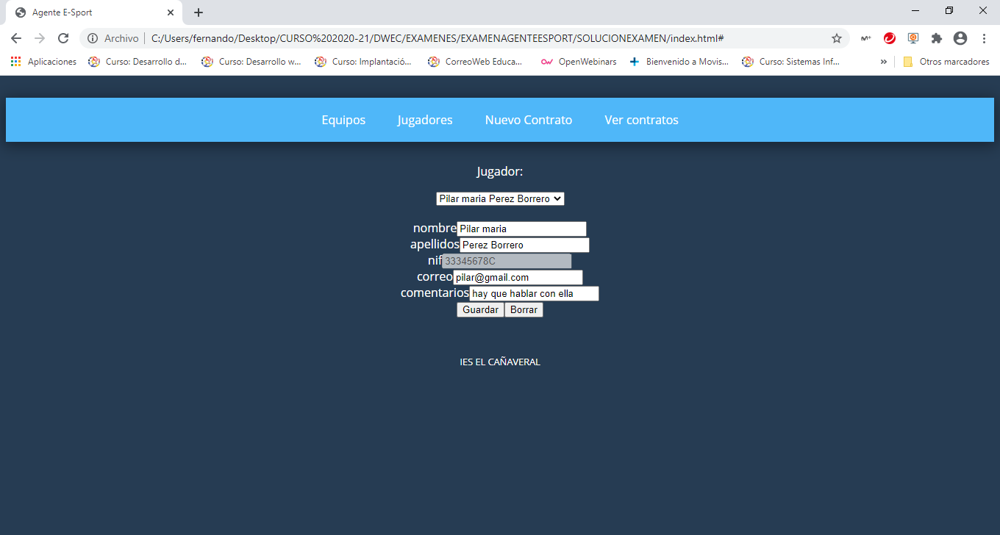 Agente E-Sport
Archivo C:/Users/fernando/Desktop/CURSO%202020-21/DWEC/EXAMENES/EXAMENAGENTEESPORT/SOLUCIONEXAMEN/index.html#
Aplicaciones Curso: Desarrollo d... Curso: Desarrollo w... Curso: Implantació... CorreoWeb Educa... OpenWebinars Bienvenido a Movis... Curso: Sistemas Inf... » Otros marcadores
Equipos Jugadores Nuevo Contrato Ver contratos
Jugador:
Pilar maria Perez Borrero
nombre Pilar maria
apellidos Perez Borrero
nif 33345678C
correo pilar@gmail.com
comentarios hay que hablar con ella
Guardar Borrar
IES EL CAÑAVERAL